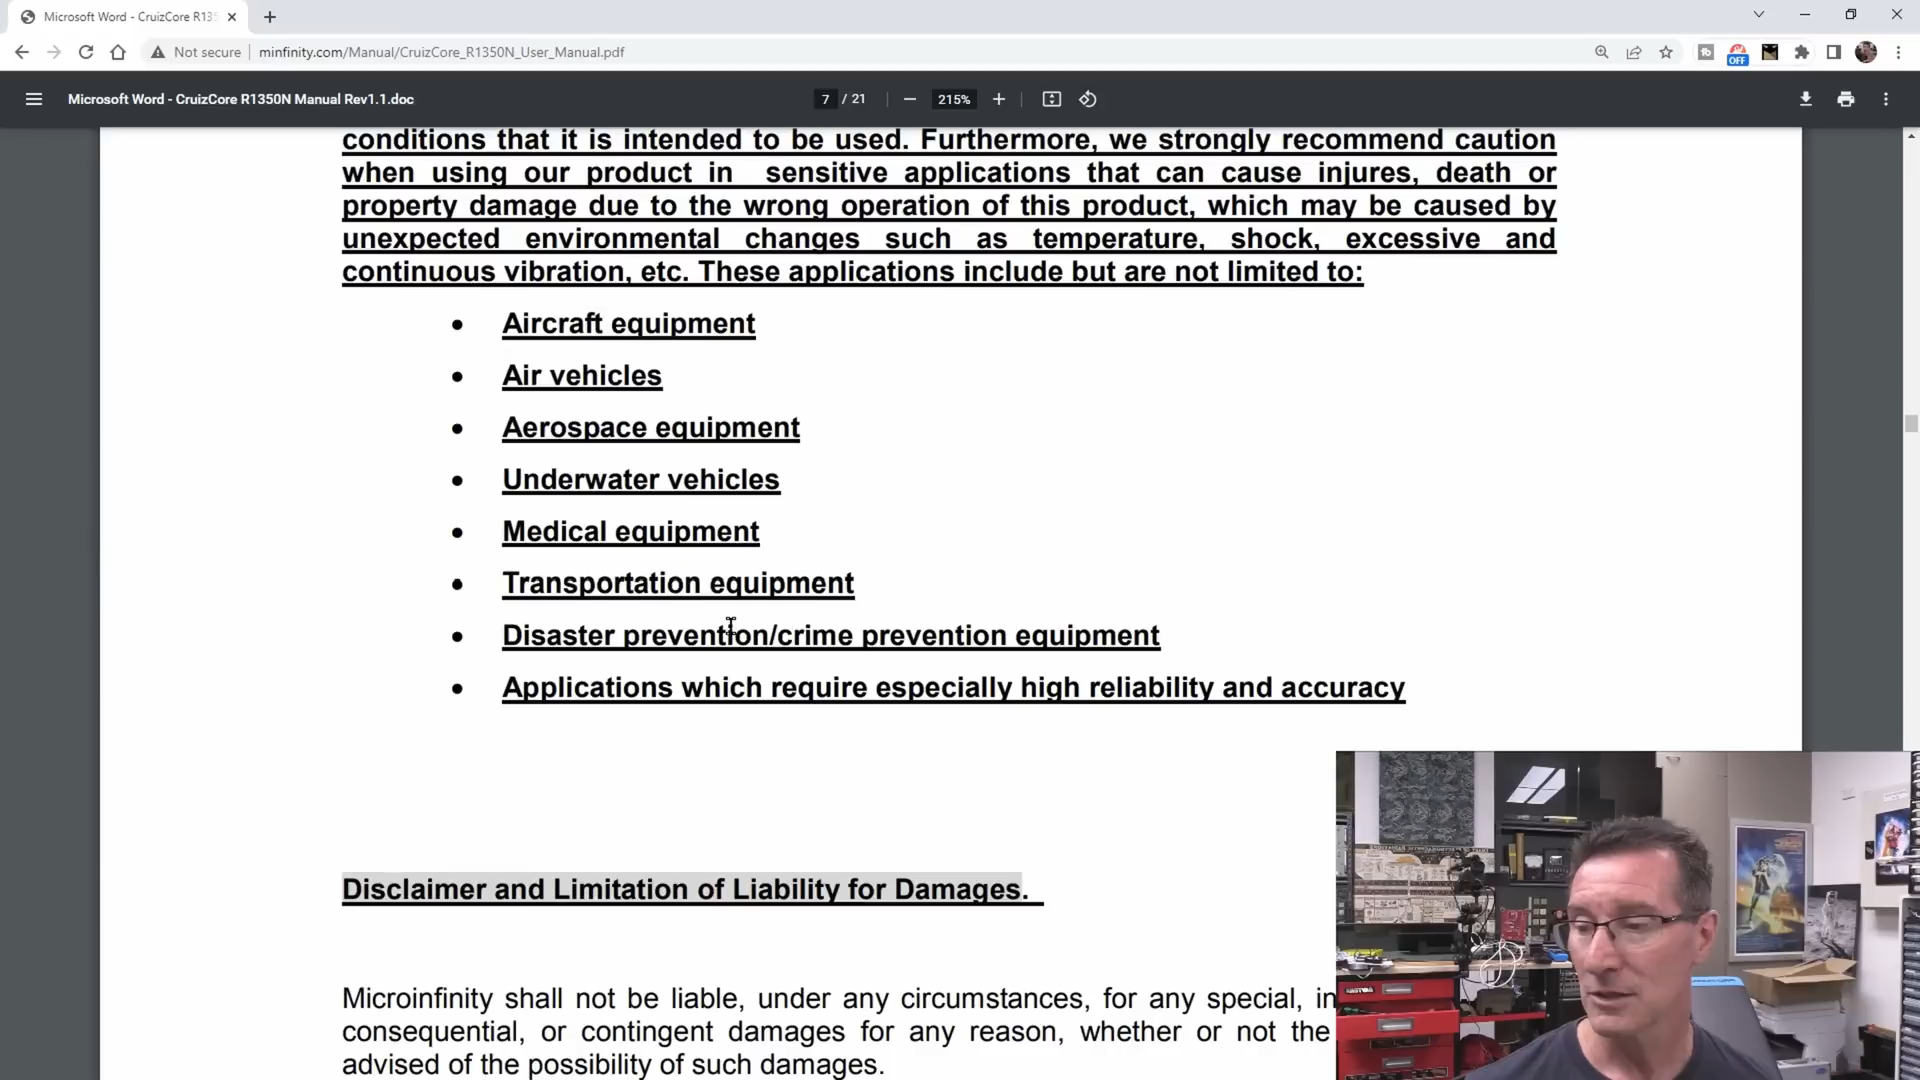 Microsoft Word - CruizCore R135
Not secure
minfinity.com/Manual/CruizCore_R1350N_User_Manual.pdf
OFF
Microsoft Word - CruizCore R1350N Manual Rev1.1.doc
7 / 21
215%
conditions that it is intended to be used. Furthermore, we strongly recommend caution
when using our product in sensitive applications that can cause injures, death or
property damage due to the wrong operation of this product, which may be caused by
unexpected environmental changes such as temperature, shock, excessive and
continuous vibration, etc. These applications include but are not limited to:
• Aircraft equipment
• Air vehicles
• Aerospace equipment
• Underwater vehicles
• Medical equipment
• Transportation equipment
• Disaster prevention/crime prevention equipment
• Applications which require especially high reliability and accuracy
Disclaimer and Limitation of Liability for Damages.
Microinfinity shall not be liable, under any circumstances, for any special, in
consequential, or contingent damages for any reason, whether or not the
advised of the possibility of such damages.